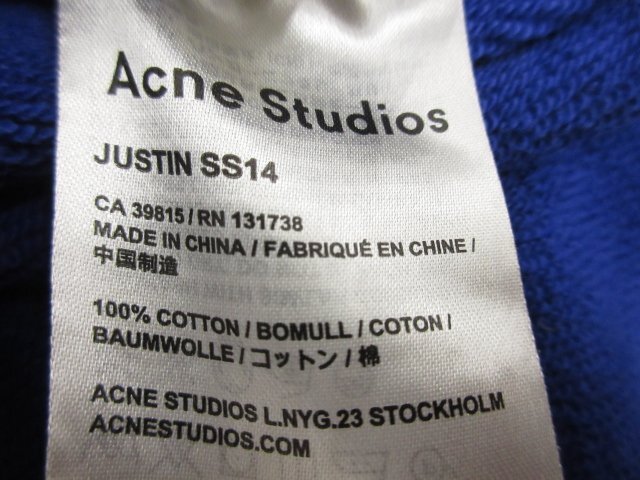 Acne Studios
JUSTIN SS14
CA 39815 / RN 131738
MADE IN CHINA / FABRIQUÉ EN CHINE /
中国制造
100% COTTON / BOMULL / COTON /
BAUMWOLLE / コットン / 棉
ACNE STUDIOS L.NYG.23 STOCKHOLM
ACNESTUDIOS.COM